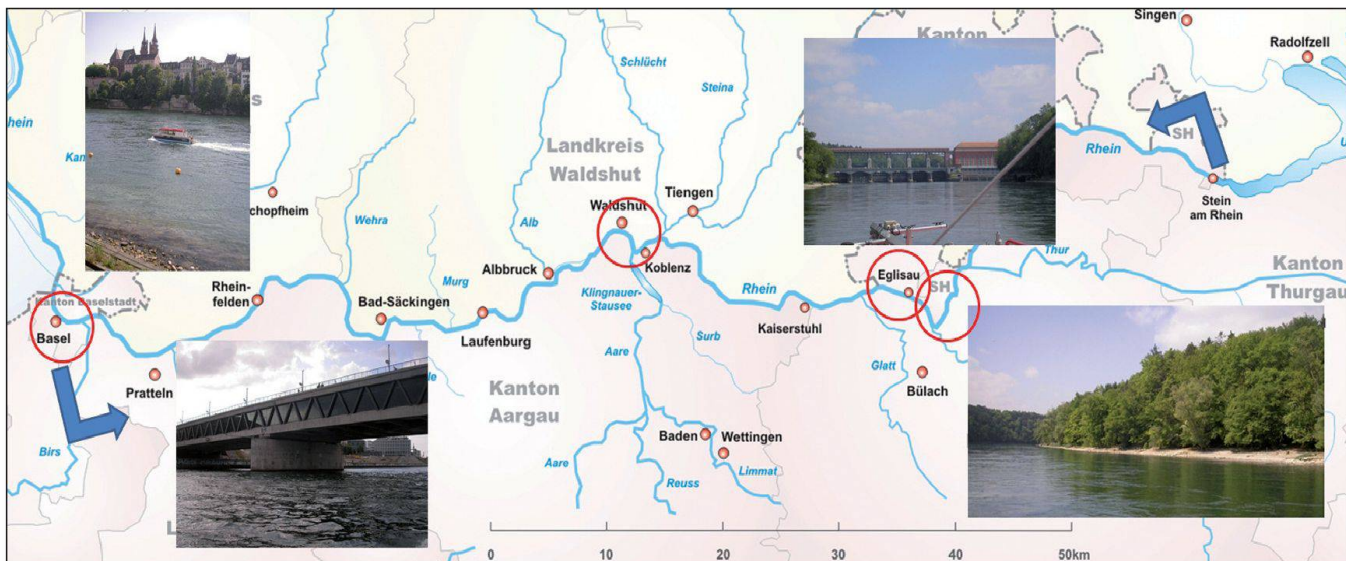 Singen
Radolfzell
Kanton
SH
Rhein
Stein
am Rhein
Thur
Kanton
Thurgau
Schlücht
Steina
Landkreis
Waldshut
Waldshut
Tiengen
Koblenz
Alb
Albbruck
Wehra
Murg
Klingnauer-
Stausee
Rhein
Eglisau
SH
Kaiserstuhl
Glatt
Bülach
Surb
Aare
Kanton
Aargau
Laufenburg
Bad-Säckingen
Rhein-
felden
chopfheim
hein
Kan
Kanton Baselstadt
Basel
Pratteln
Birs
Baden
Wettingen
Limmat
Reuss
Aare
0 10 20 30 40 50km